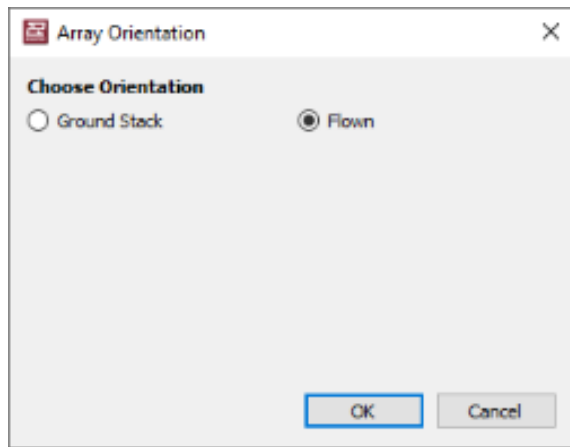 Array Orientation
Choose Orientation
Ground Stack Flown
OK Cancel